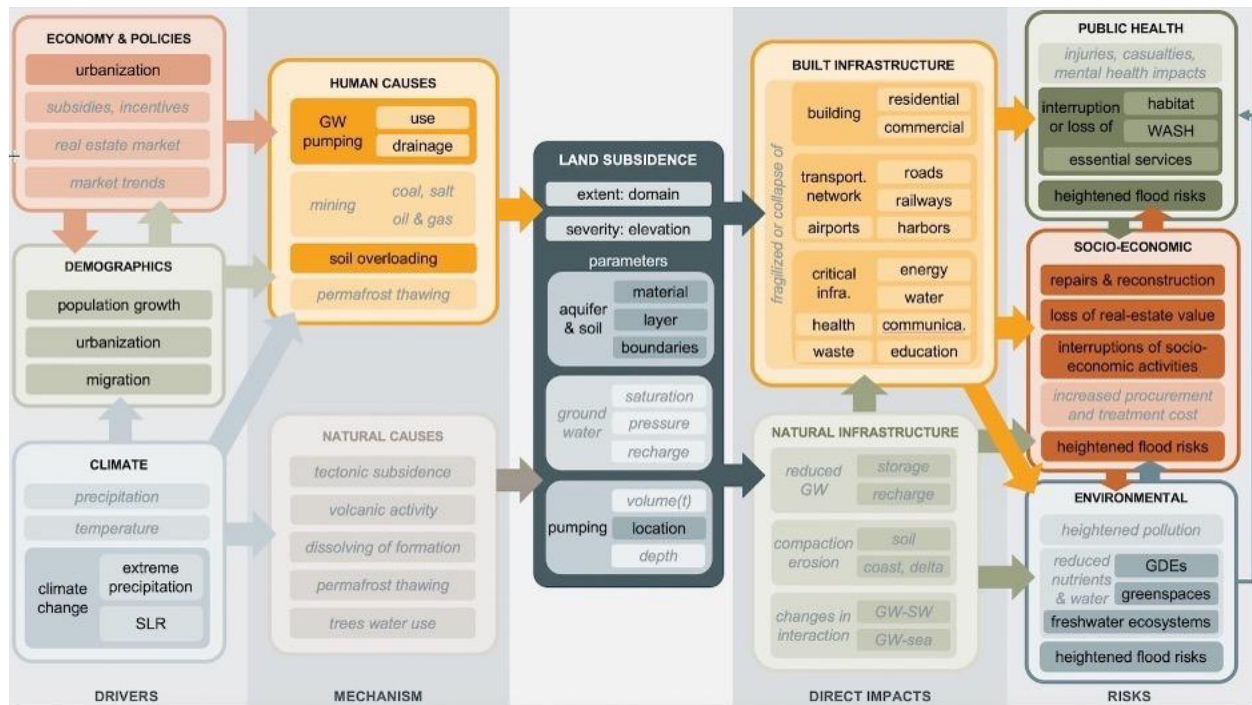 ECONOMY & POLICIES
urbanization
subsidies, incentives
real estate market
market trends
DEMOGRAPHICS
population growth
urbanization
migration
CLIMATE
precipitation
temperature
climate
change
extreme
precipitation
SLR
DRIVERS
HUMAN CAUSES
GW
pumping
use
drainage
mining
coal, salt
oil & gas
soil overloading
permafrost thawing
NATURAL CAUSES
tectonic subsidence
volcanic activity
dissolving of formation
permafrost thawing
trees water use
MECHANISM
LAND SUBSIDENCE
extent: domain
severity: elevation
parameters
aquifer
& soil
material
layer
boundaries
ground
water
saturation
pressure
recharge
pumping
volume(t)
location
depth
BUILT INFRASTRUCTURE
fragilized or collapse of
building
residential
commercial
transport.
network
roads
railways
airports
harbors
critical
infra.
energy
water
health
communica.
waste
education
NATURAL INFRASTRUCTURE
reduced
GW
storage
recharge
compaction
erosion
soil
coast, delta
changes in
interaction
GW-SW
GW-sea
DIRECT IMPACTS
PUBLIC HEALTH
injuries, casualties,
mental health impacts
interruption
or loss of
habitat
WASH
essential services
heightened flood risks
SOCIO-ECONOMIC
repairs & reconstruction
loss of real-estate value
interruptions of socio-
economic activities
increased procurement
and treatment cost
heightened flood risks
ENVIRONMENTAL
heightened pollution
reduced
nutrients
& water
GDEs
greenspaces
freshwater ecosystems
heightened flood risks
RISKS